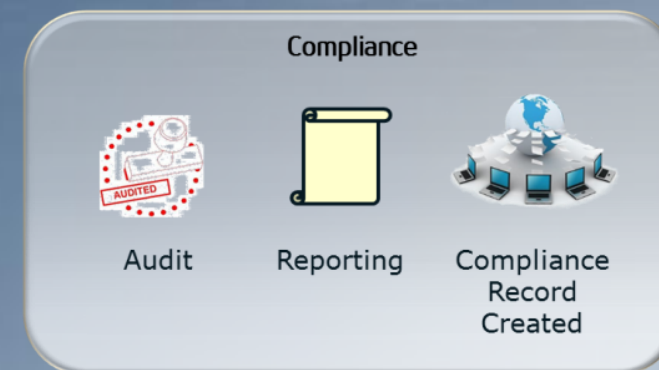 Compliance
AUDITED
Audit
Reporting
Compliance
Record
Created